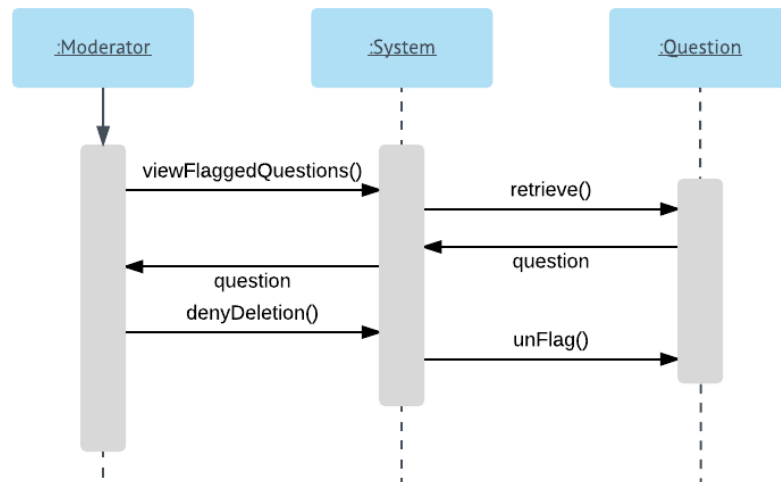 :Moderator
:System
:Question
viewFlaggedQuestions()
retrieve()
question
question
denyDeletion()
unFlag()